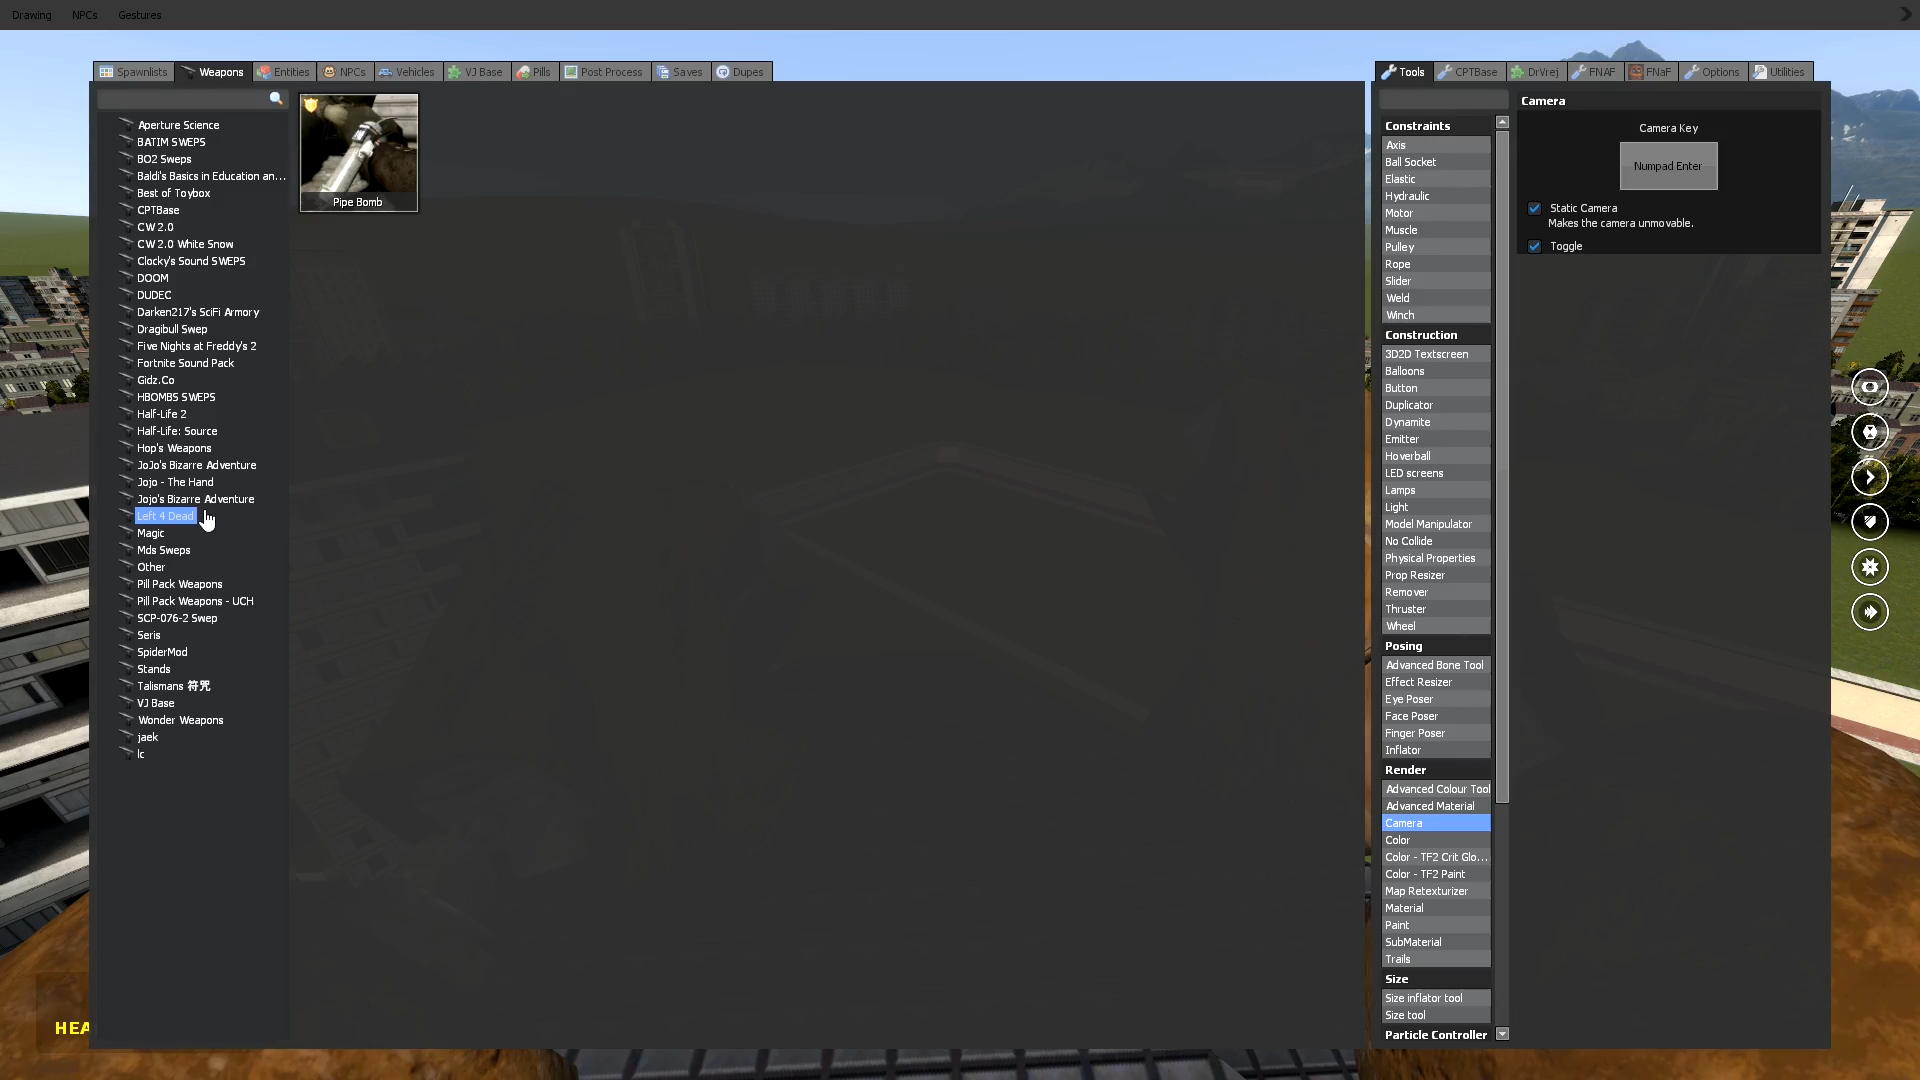 Drawing NPCs Gestures
Spawnlists Weapons Entities NPCs Vehicles VJ Base Pills Post Process Saves Dupes
Aperture Science
BATIM SWEPS
BO2 Sweps
Baldi's Basics in Education an...
Best of Toybox
CPTBase
CW 2.0
CW 2.0 White Snow
Clocky's Sound SWEPS
DOOM
DUDEC
Darken217's SciFi Armory
Dragibull Swep
Five Nights at Freddy's 2
Fortnite Sound Pack
Gidz.Co
HBOMBS SWEPS
Half-Life 2
Half-Life: Source
Hop's Weapons
JoJo's Bizarre Adventure
Jojo - The Hand
Jojo's Bizarre Adventure
Left 4 Dead
Magic
Mds Sweps
Other
Pill Pack Weapons
Pill Pack Weapons - UCH
SCP-076-2 Swep
Seris
SpiderMod
Stands
Talismans 符咒
VJ Base
Wonder Weapons
jaek
lc
Pipe Bomb
HEA
Tools CPTBase DrVrej FNAF FNaF Options Utilities
Constraints
Axis
Ball Socket
Elastic
Hydraulic
Motor
Muscle
Pulley
Rope
Slider
Weld
Winch
Construction
3D2D Textscreen
Balloons
Button
Duplicator
Dynamite
Emitter
Hoverball
LED screens
Lamps
Light
Model Manipulator
No Collide
Physical Properties
Prop Resizer
Remover
Thruster
Wheel
Posing
Advanced Bone Tool
Effect Resizer
Eye Poser
Face Poser
Finger Poser
Inflator
Render
Advanced Colour Tool
Advanced Material
Camera
Color
Color - TF2 Crit Glo...
Color - TF2 Paint
Map Retexturizer
Material
Paint
SubMaterial
Trails
Size
Size inflator tool
Size tool
Particle Controller
Camera
Camera Key
Numpad Enter
Static Camera
Makes the camera unmovable.
Toggle